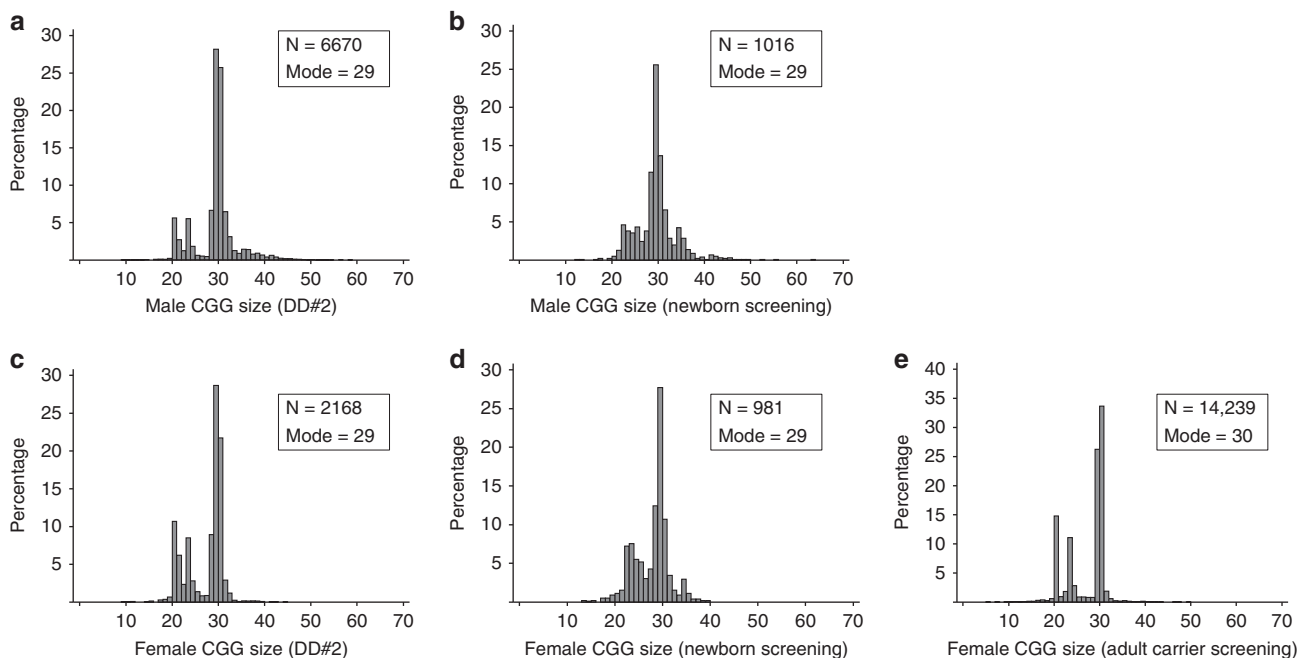 a
30
25
20
15
10
5
Percentage
N = 6670
Mode = 29
10 20 30 40 50 60 70
Male CGG size (DD#2)
b
30
25
20
15
10
5
Percentage
N = 1016
Mode = 29
10 20 30 40 50 60 70
Male CGG size (newborn screening)
c
30
25
20
15
10
5
Percentage
N = 2168
Mode = 29
10 20 30 40 50 60 70
Female CGG size (DD#2)
d
30
25
20
15
10
5
Percentage
N = 981
Mode = 29
10 20 30 40 50 60 70
Female CGG size (newborn screening)
e
40
35
30
25
20
15
10
5
Percentage
N = 14,239
Mode = 30
10 20 30 40 50 60 70
Female CGG size (adult carrier screening)